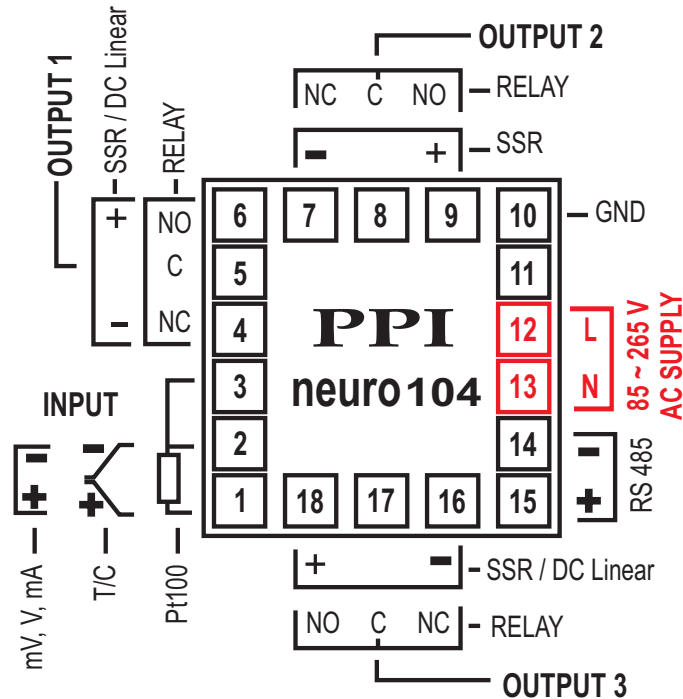 OUTPUT 2
NC C NO
RELAY
- +
SSR
OUTPUT 1
SSR / DC Linear
RELAY
+
-
NO
C
NC
6 7 8 9 10
GND
5 11
4 12
3 13
2 14
1 18 17 16 15
PPI
neuro 104
L
N
85 ~ 265 V
AC SUPPLY
- +
RS 485
INPUT
- +
mV, V, mA
- +
T/C
Pt100
+ -
SSR / DC Linear
NO C NC
RELAY
OUTPUT 3